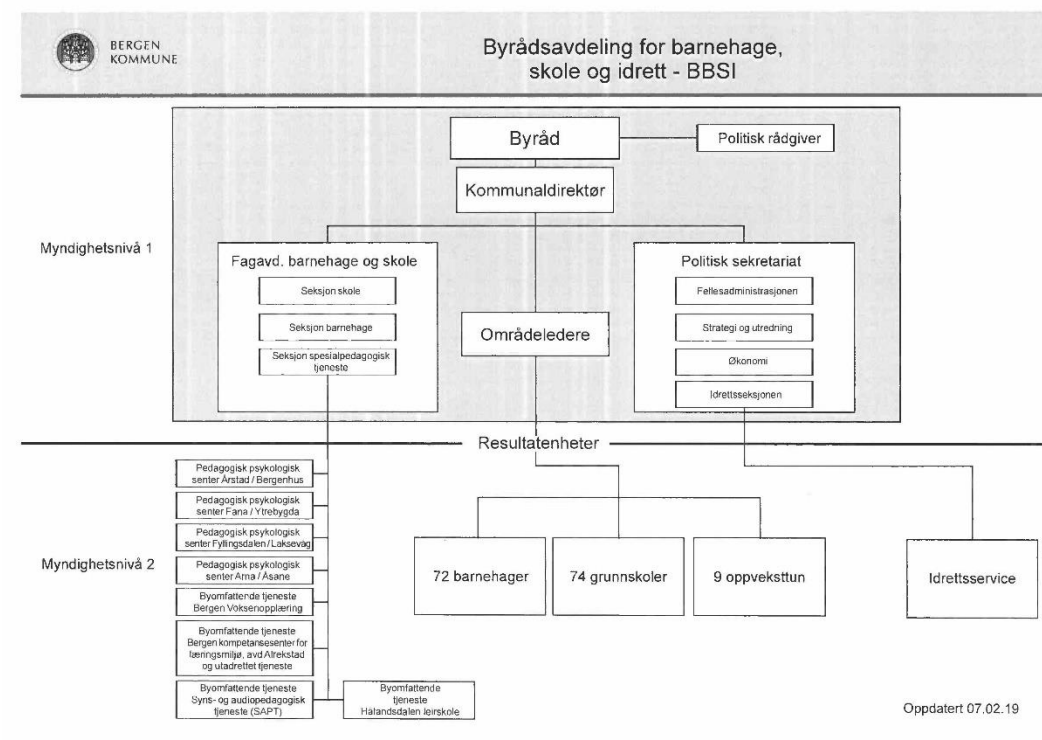 BERGEN
KOMMUNE
Byrådsavdeling for barnehage,
skole og idrett - BBSI
Byråd
Politisk rådgiver
Kommunaldirektør
Myndighetsnivå 1
Fagavd. barnehage og skole
Seksjon skole
Seksjon barnehage
Seksjon spesialpedagogisk
tjeneste
Områdeledere
Politisk sekretariat
Fellesadministrasjonen
Strategi og utredning
Økonomi
Idrettsseksjonen
Resultatenheter
Myndighetsnivå 2
Pedagogisk psykologisk
senter Årstad / Bergenhus
Pedagogisk psykologisk
senter Fana / Ytrebygda
Pedagogisk psykologisk
senter Fyllingsdalen / Laksevåg
Pedagogisk psykologisk
senter Arna / Åsane
Byomfattende tjeneste
Bergen Voksenopplæring
Byomfattende tjeneste
Bergen kompetansesenter for
læringsmiljø, avd Alrekstad
og utadrettet tjeneste
Byomfattende tjeneste
Syns- og audiopedagogisk
tjeneste (SAPT)
Byomfattende
tjeneste
Hålandsdalen leirskole
72 barnehager
74 grunnskoler
9 oppveksttun
Idrettsservice
Oppdatert 07.02.19